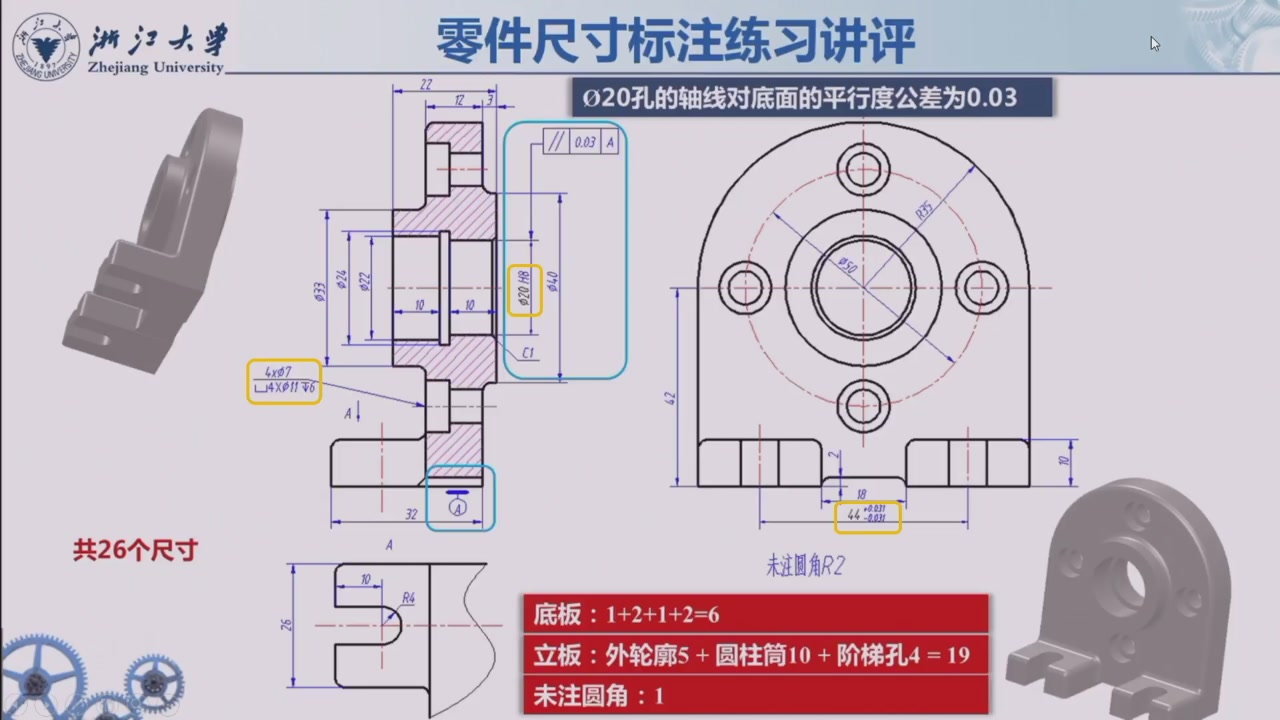 浙江大学
Zhejiang University
零件尺寸标注练习讲评
Ø20孔的轴线对底面的平行度公差为0.03
22
12
3
// 0.03 A
Ø33
Ø24
Ø22
10
10
Ø20 H8
Ø40
C1
4xØ7
⌴4XØ11↧6
A
A
32
R35
Ø50
42
2
18
10
44 +0.031 -0.031
未注圆角R2
共26个尺寸
A
10
R4
26
底板：1+2+1+2=6
立板：外轮廓5 + 圆柱筒10 + 阶梯孔4 = 19
未注圆角：1